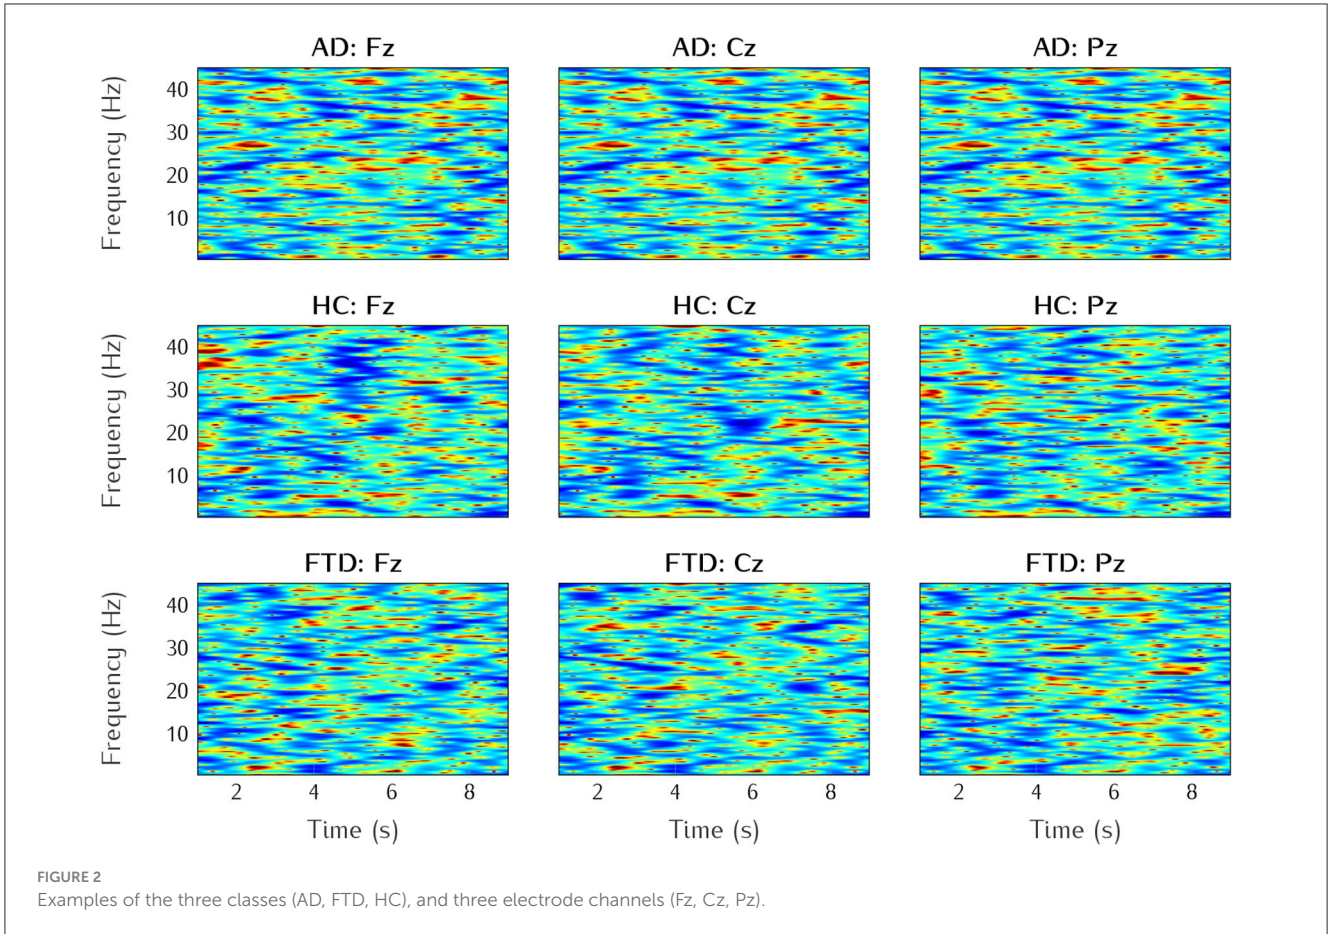 AD: Fz
AD: Cz
AD: Pz
Frequency (Hz)
40
30
20
10
HC: Fz
HC: Cz
HC: Pz
Frequency (Hz)
40
30
20
10
FTD: Fz
FTD: Cz
FTD: Pz
Frequency (Hz)
40
30
20
10
2 4 6 8
2 4 6 8
2 4 6 8
Time (s)
Time (s)
Time (s)
FIGURE 2
Examples of the three classes (AD, FTD, HC), and three electrode channels (Fz, Cz, Pz).